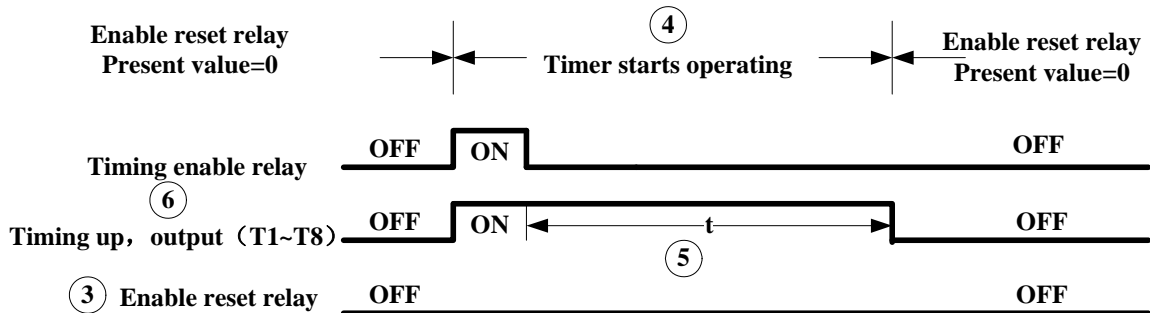 Enable reset relay
Present value=0
④
Timer starts operating
Enable reset relay
Present value=0
Timing enable relay
OFF
ON
OFF
⑥
Timing up，output（T1~T8）
OFF
ON
t
⑤
OFF
③ Enable reset relay
OFF
OFF